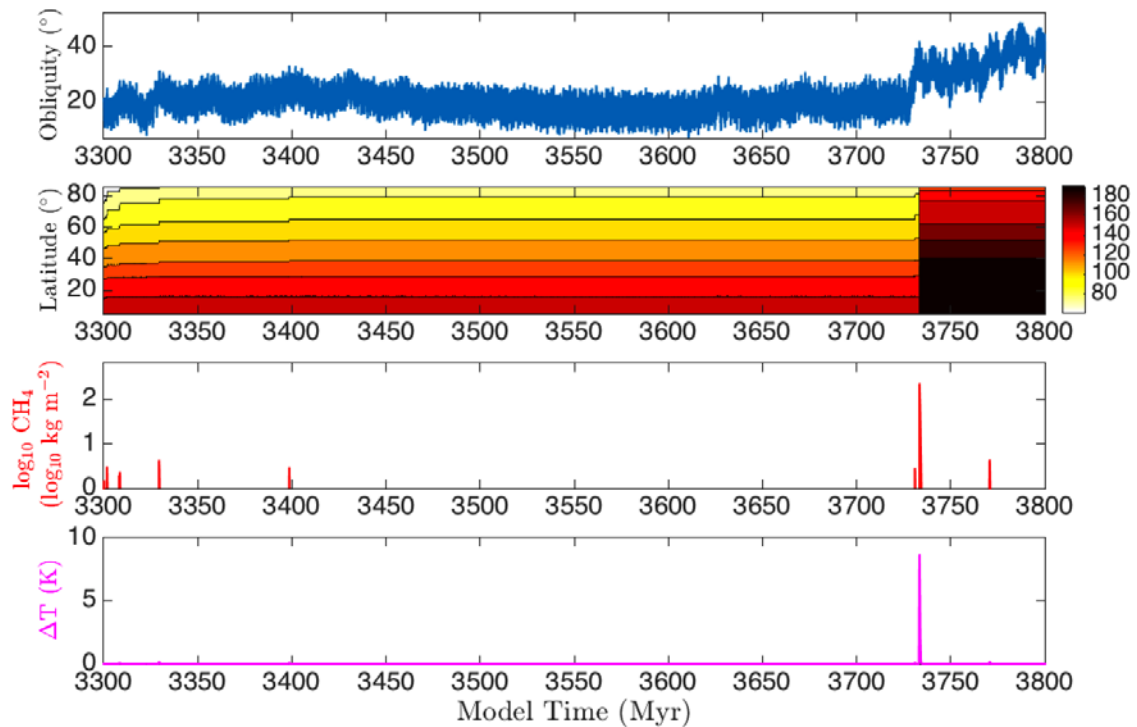 Obliquity (°)
40
20
3300 3350 3400 3450 3500 3550 3600 3650 3700 3750 3800
Latitude (°)
80
60
40
20
180
160
140
120
100
80
3300 3350 3400 3450 3500 3550 3600 3650 3700 3750 3800
log₁₀ CH₄
(log₁₀ kg m⁻²)
2
1
0
3300 3350 3400 3450 3500 3550 3600 3650 3700 3750 3800
ΔT (K)
10
5
0
3300 3350 3400 3450 3500 3550 3600 3650 3700 3750 3800
Model Time (Myr)